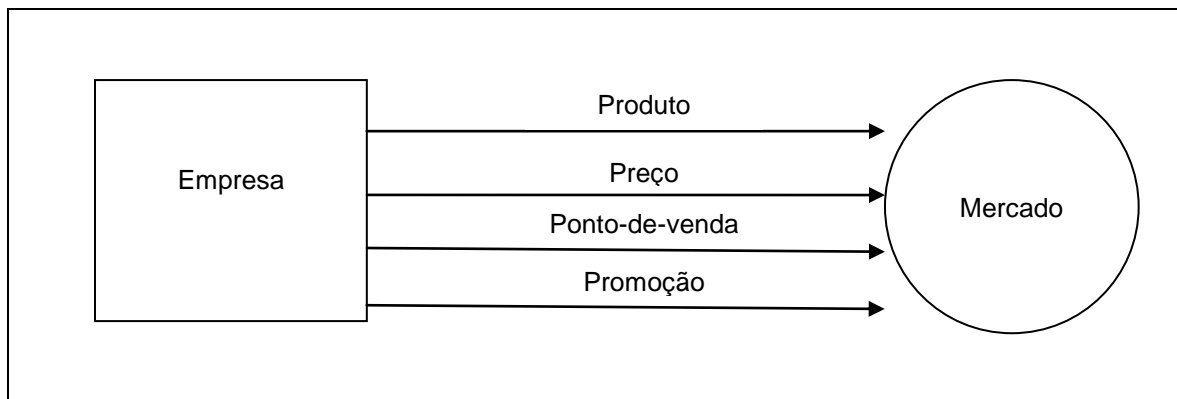 Empresa
Produto
Preço
Ponto-de-venda
Promoção
Mercado